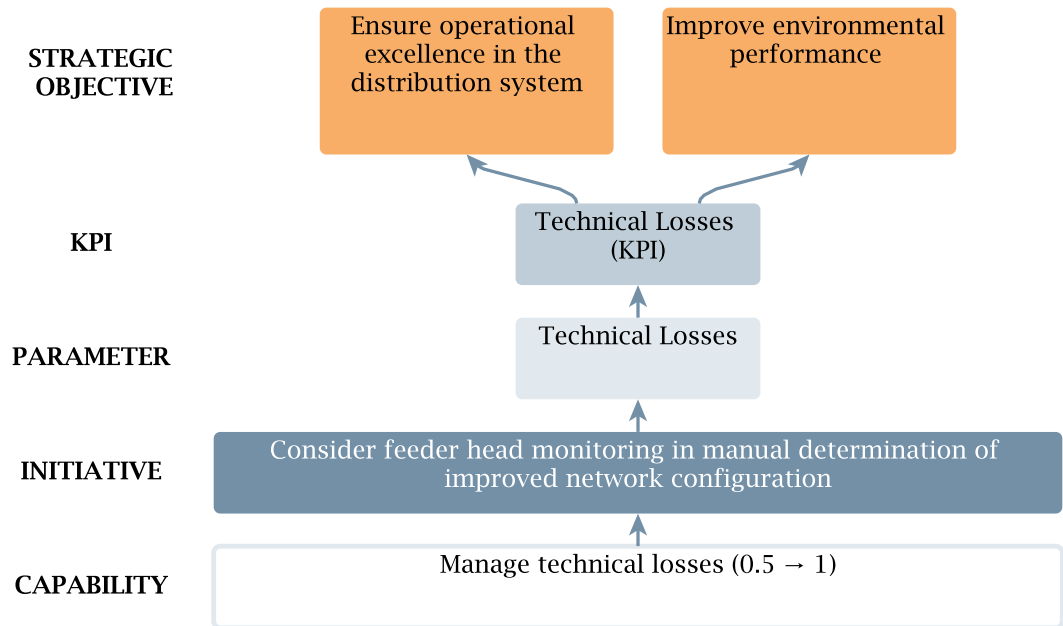 STRATEGIC
OBJECTIVE
Ensure operational
excellence in the
distribution system
Improve environmental
performance
KPI
Technical Losses
(KPI)
PARAMETER
Technical Losses
INITIATIVE
Consider feeder head monitoring in manual determination of
improved network configuration
CAPABILITY
Manage technical losses (0.5 → 1)